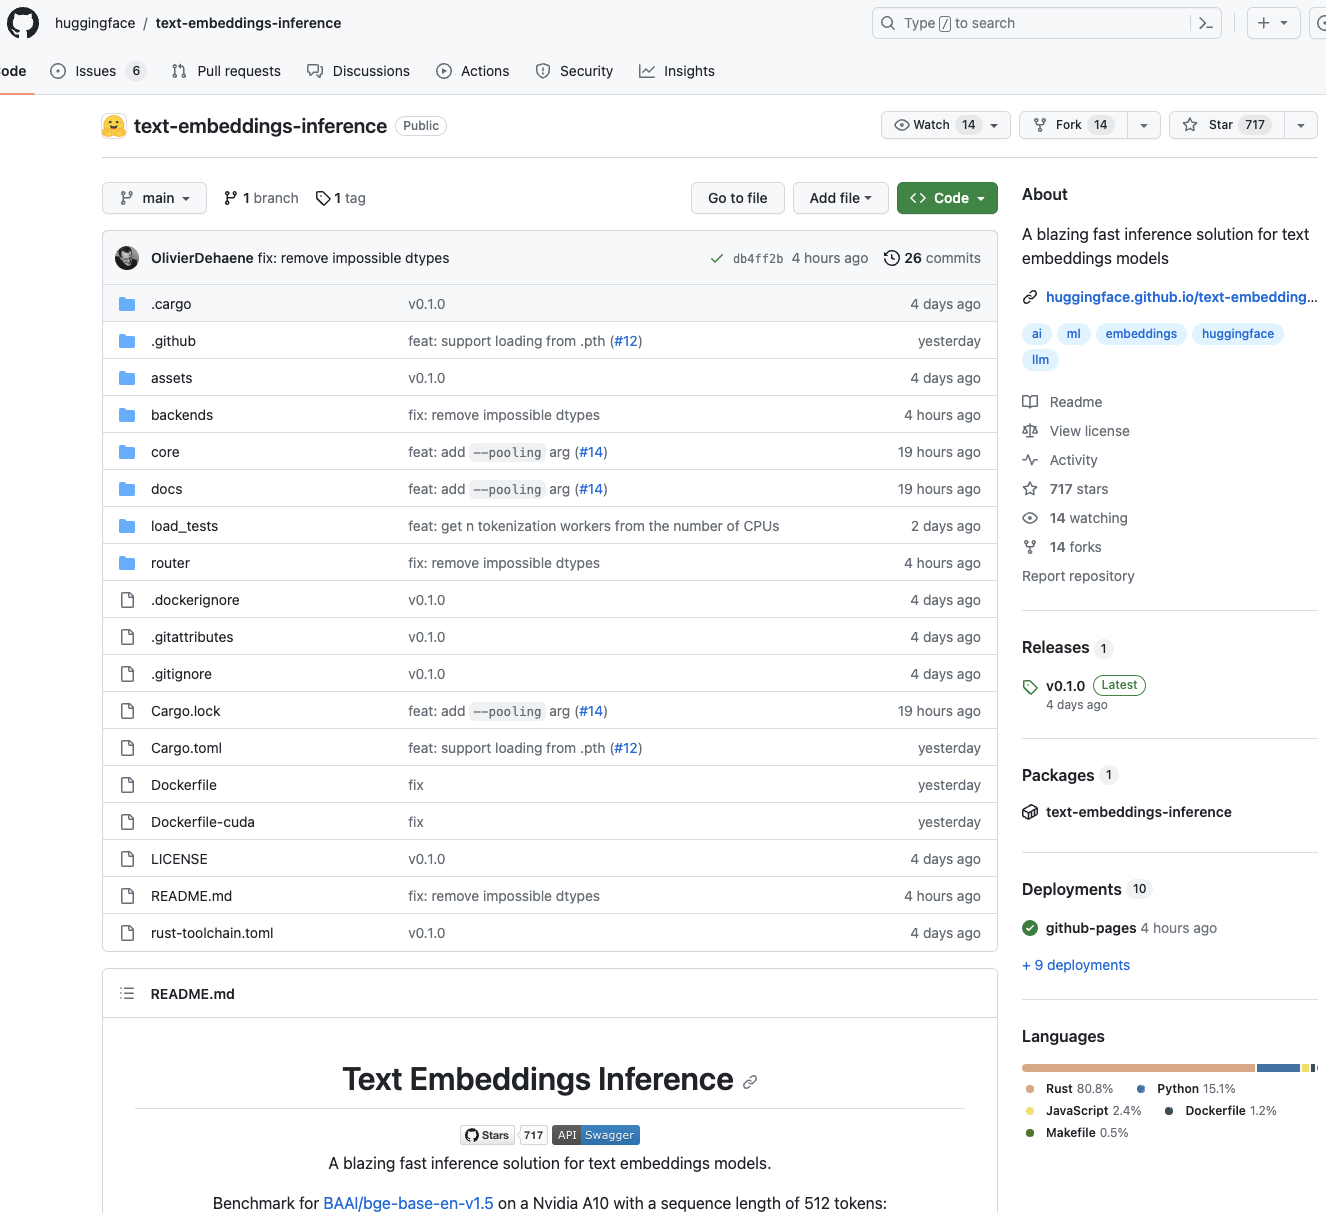 huggingface / text-embeddings-inference
Type / to search
ode Issues 6 Pull requests Discussions Actions Security Insights
text-embeddings-inference Public
Watch 14 Fork 14 Star 717
main 1 branch 1 tag Go to file Add file Code
OlivierDehaene fix: remove impossible dtypes db4ff2b 4 hours ago 26 commits
.cargo v0.1.0 4 days ago
.github feat: support loading from .pth (#12) yesterday
assets v0.1.0 4 days ago
backends fix: remove impossible dtypes 4 hours ago
core feat: add --pooling arg (#14) 19 hours ago
docs feat: add --pooling arg (#14) 19 hours ago
load_tests feat: get n tokenization workers from the number of CPUs 2 days ago
router fix: remove impossible dtypes 4 hours ago
.dockerignore v0.1.0 4 days ago
.gitattributes v0.1.0 4 days ago
.gitignore v0.1.0 4 days ago
Cargo.lock feat: add --pooling arg (#14) 19 hours ago
Cargo.toml feat: support loading from .pth (#12) yesterday
Dockerfile fix yesterday
Dockerfile-cuda fix yesterday
LICENSE v0.1.0 4 days ago
README.md fix: remove impossible dtypes 4 hours ago
rust-toolchain.toml v0.1.0 4 days ago
README.md
Text Embeddings Inference
Stars 717 API Swagger
A blazing fast inference solution for text embeddings models.
Benchmark for BAAI/bge-base-en-v1.5 on a Nvidia A10 with a sequence length of 512 tokens:
About
A blazing fast inference solution for text
embeddings models
huggingface.github.io/text-embedding...
ai ml embeddings huggingface
llm
Readme
View license
Activity
717 stars
14 watching
14 forks
Report repository
Releases 1
v0.1.0 Latest
4 days ago
Packages 1
text-embeddings-inference
Deployments 10
github-pages 4 hours ago
+ 9 deployments
Languages
Rust 80.8% Python 15.1%
JavaScript 2.4% Dockerfile 1.2%
Makefile 0.5%